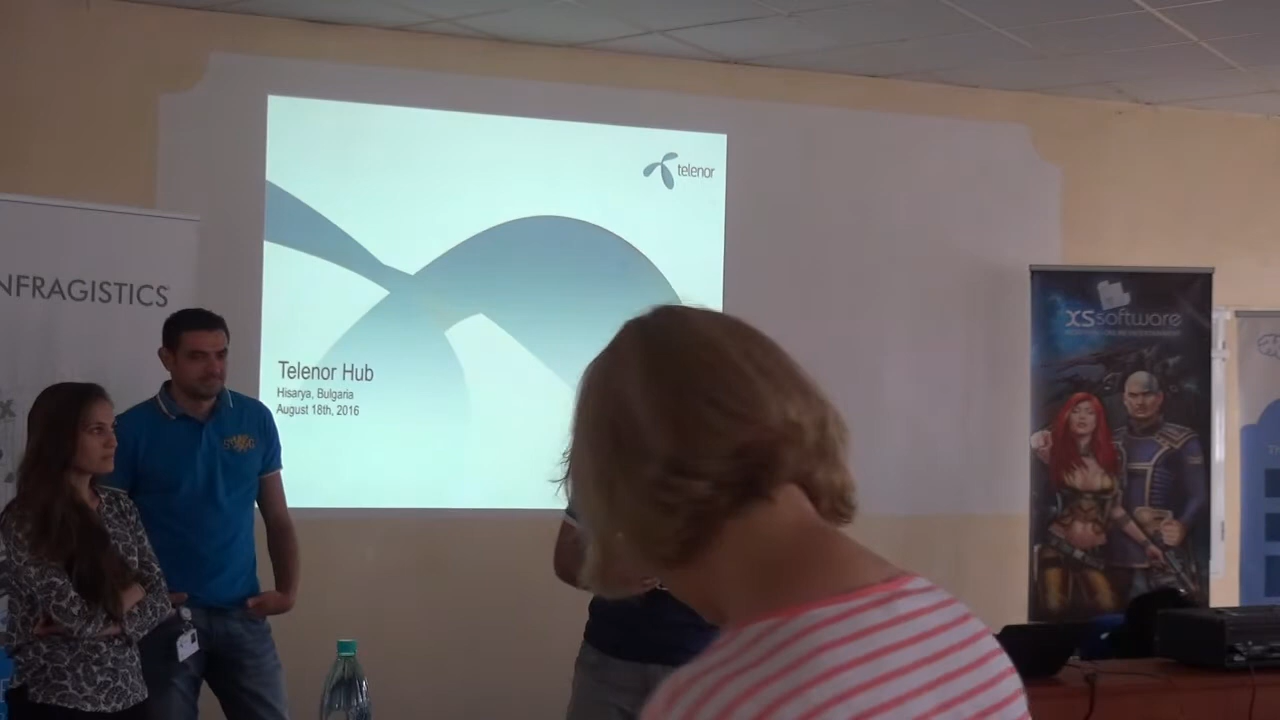 telenor
NFRAGISTICS
Telenor Hub
Hisarya, Bulgaria
August 18th, 2016
xssoftware